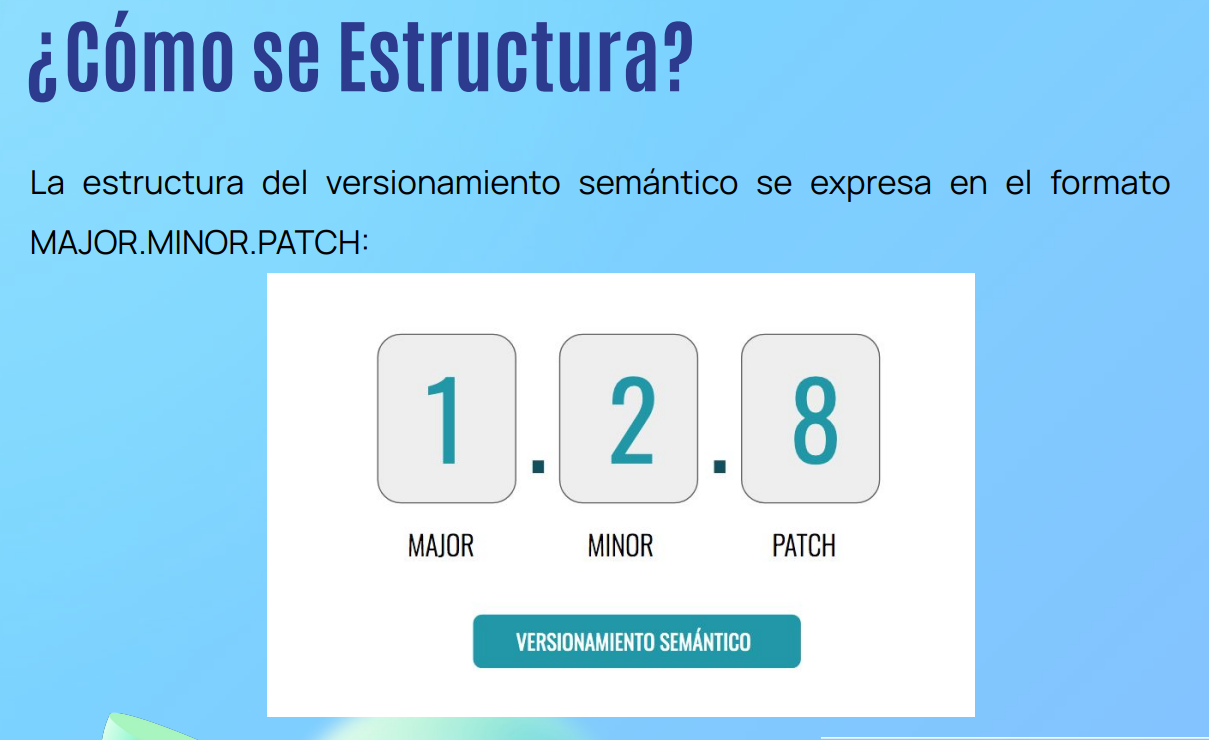 ¿Cómo se Estructura?
La estructura del versionamiento semántico se expresa en el formato
MAJOR.MINOR.PATCH:
1.2.8
MAJOR MINOR PATCH
VERSIONAMIENTO SEMÁNTICO